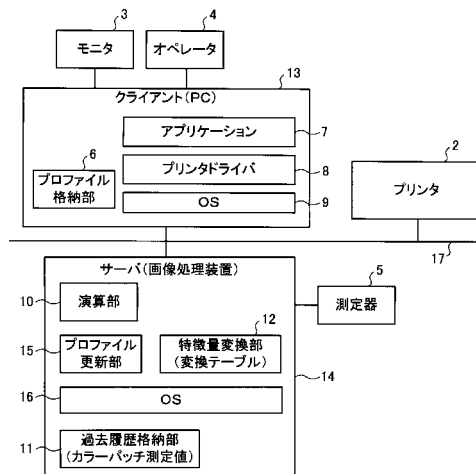 3
モニタ
4
オペレータ
13
クライアント(PC)
アプリケーション
7
6
プロファイル
格納部
プリンタドライバ
8
OS
9
2
プリンタ
17
サーバ(画像処理装置)
10
演算部
5
測定器
12
15
プロファイル
更新部
特徴量変換部
(変換テーブル)
14
16
OS
11
過去履歴格納部
(カラーパッチ測定値)